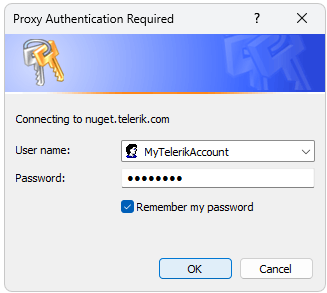 Proxy Authentication Required
?
Connecting to nuget.telerik.com
User name:
MyTelerikAccount
Password:
●●●●●●●●
Remember my password
OK
Cancel